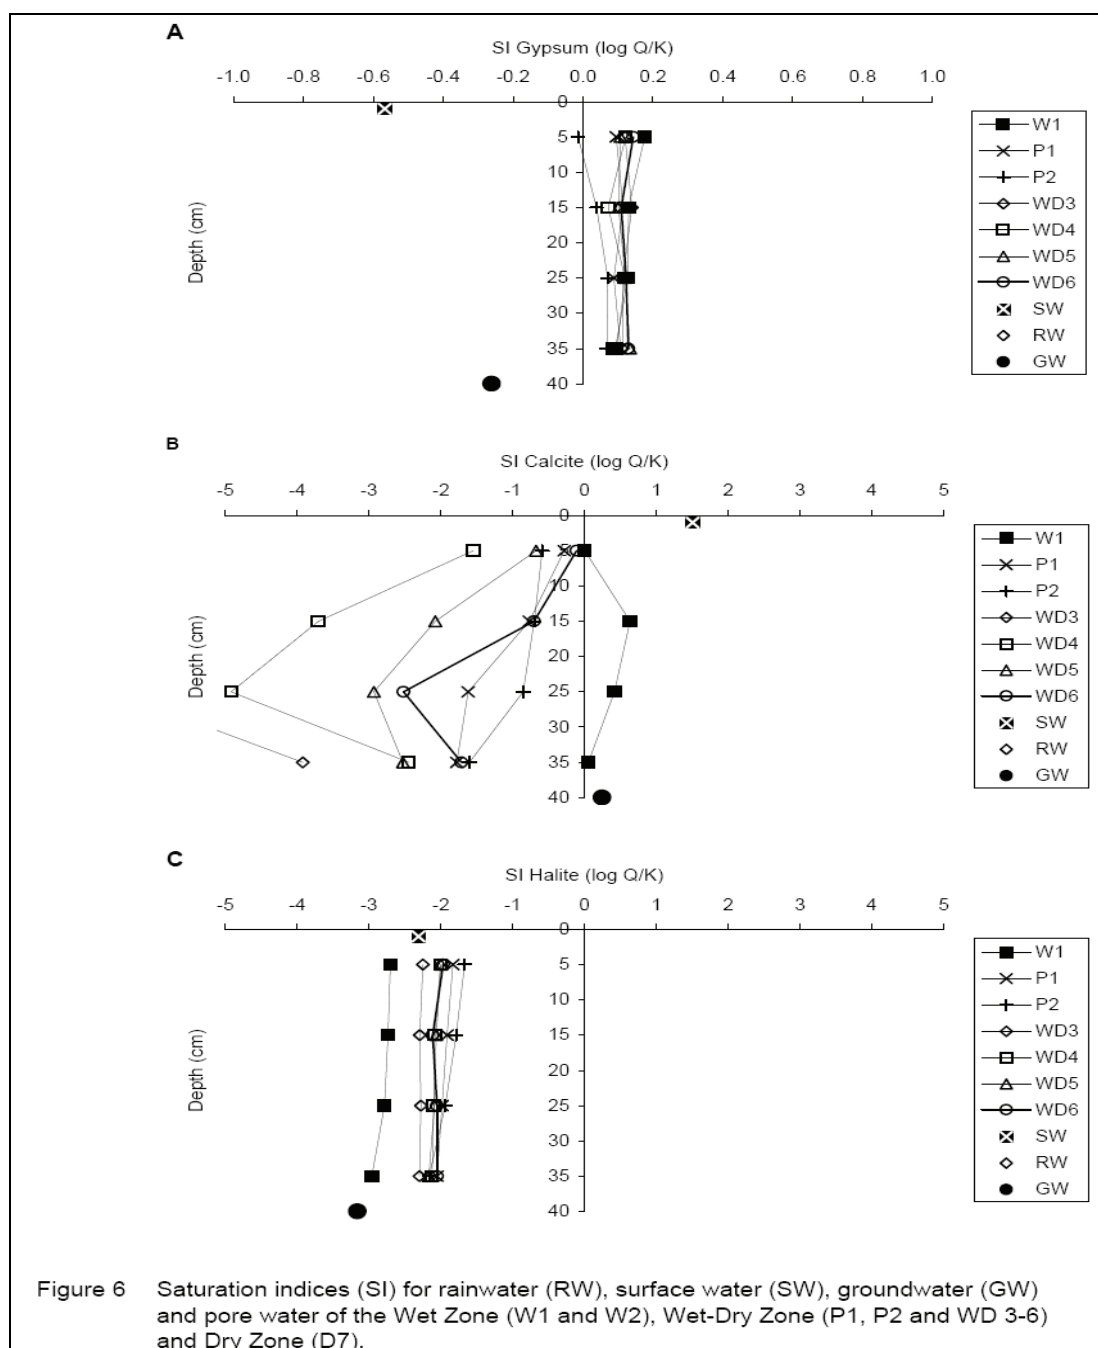 A
SI Gypsum (log Q/K)
-1.0 -0.8 -0.6 -0.4 -0.2 0.0 0.2 0.4 0.6 0.8 1.0
0
5
10
15
20
25
30
35
40
Depth (cm)
W1
P1
P2
WD3
WD4
WD5
WD6
SW
RW
GW
B
SI Calcite (log Q/K)
-5 -4 -3 -2 -1 0 1 2 3 4 5
0
5
10
15
20
25
30
35
40
Depth (cm)
W1
P1
P2
WD3
WD4
WD5
WD6
SW
RW
GW
C
SI Halite (log Q/K)
-5 -4 -3 -2 -1 0 1 2 3 4 5
0
5
10
15
20
25
30
35
40
Depth (cm)
W1
P1
P2
WD3
WD4
WD5
WD6
SW
RW
GW
Figure 6 Saturation indices (SI) for rainwater (RW), surface water (SW), groundwater (GW)
and pore water of the Wet Zone (W1 and W2), Wet-Dry Zone (P1, P2 and WD 3-6)
and Dry Zone (D7).